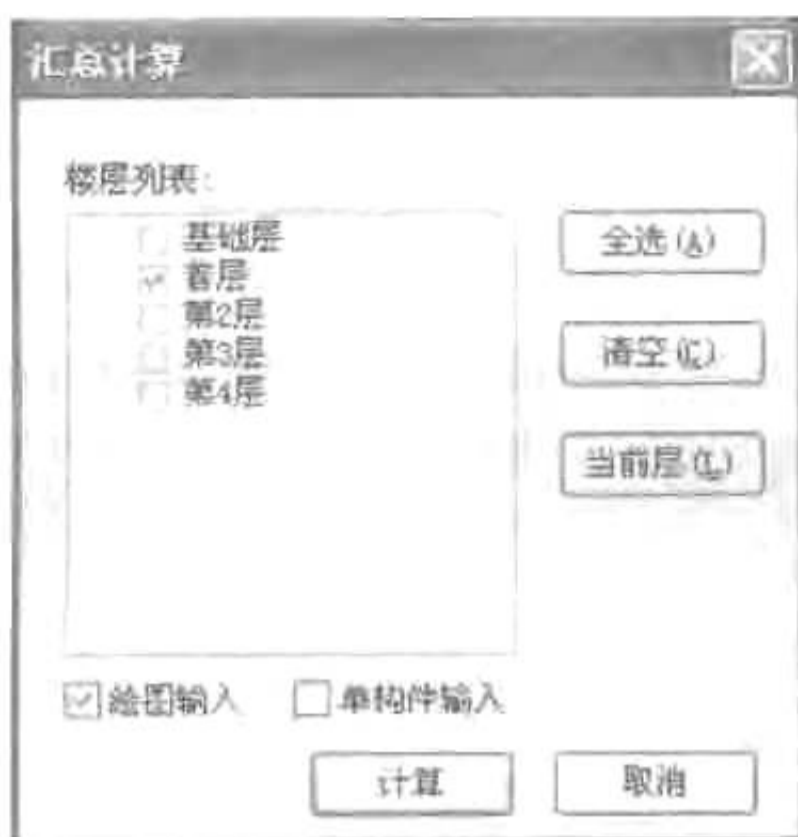 汇总计算
楼层列表:
基础层
首层
第2层
第3层
第4层
全选(A)
清空(C)
当前层(L)
绘图输入
单构件输入
计算
取消